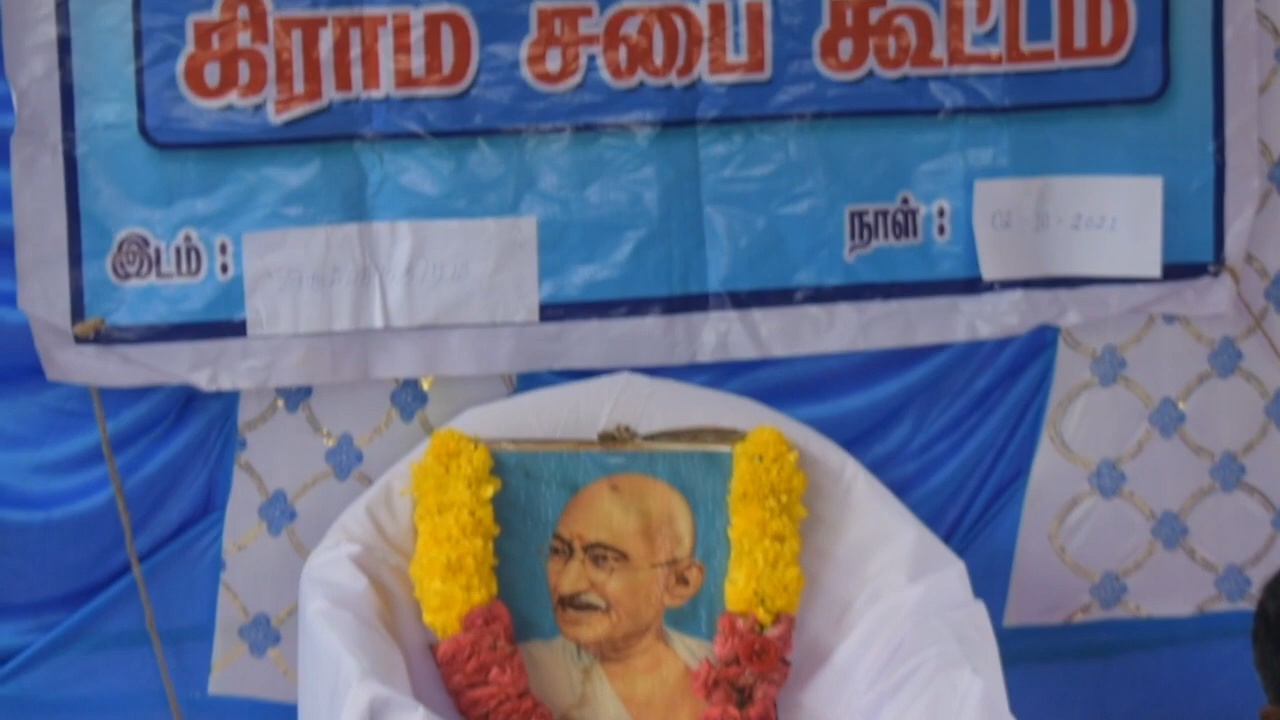 கிராம சபை கூட்டம்
இடம் :
நாள் :